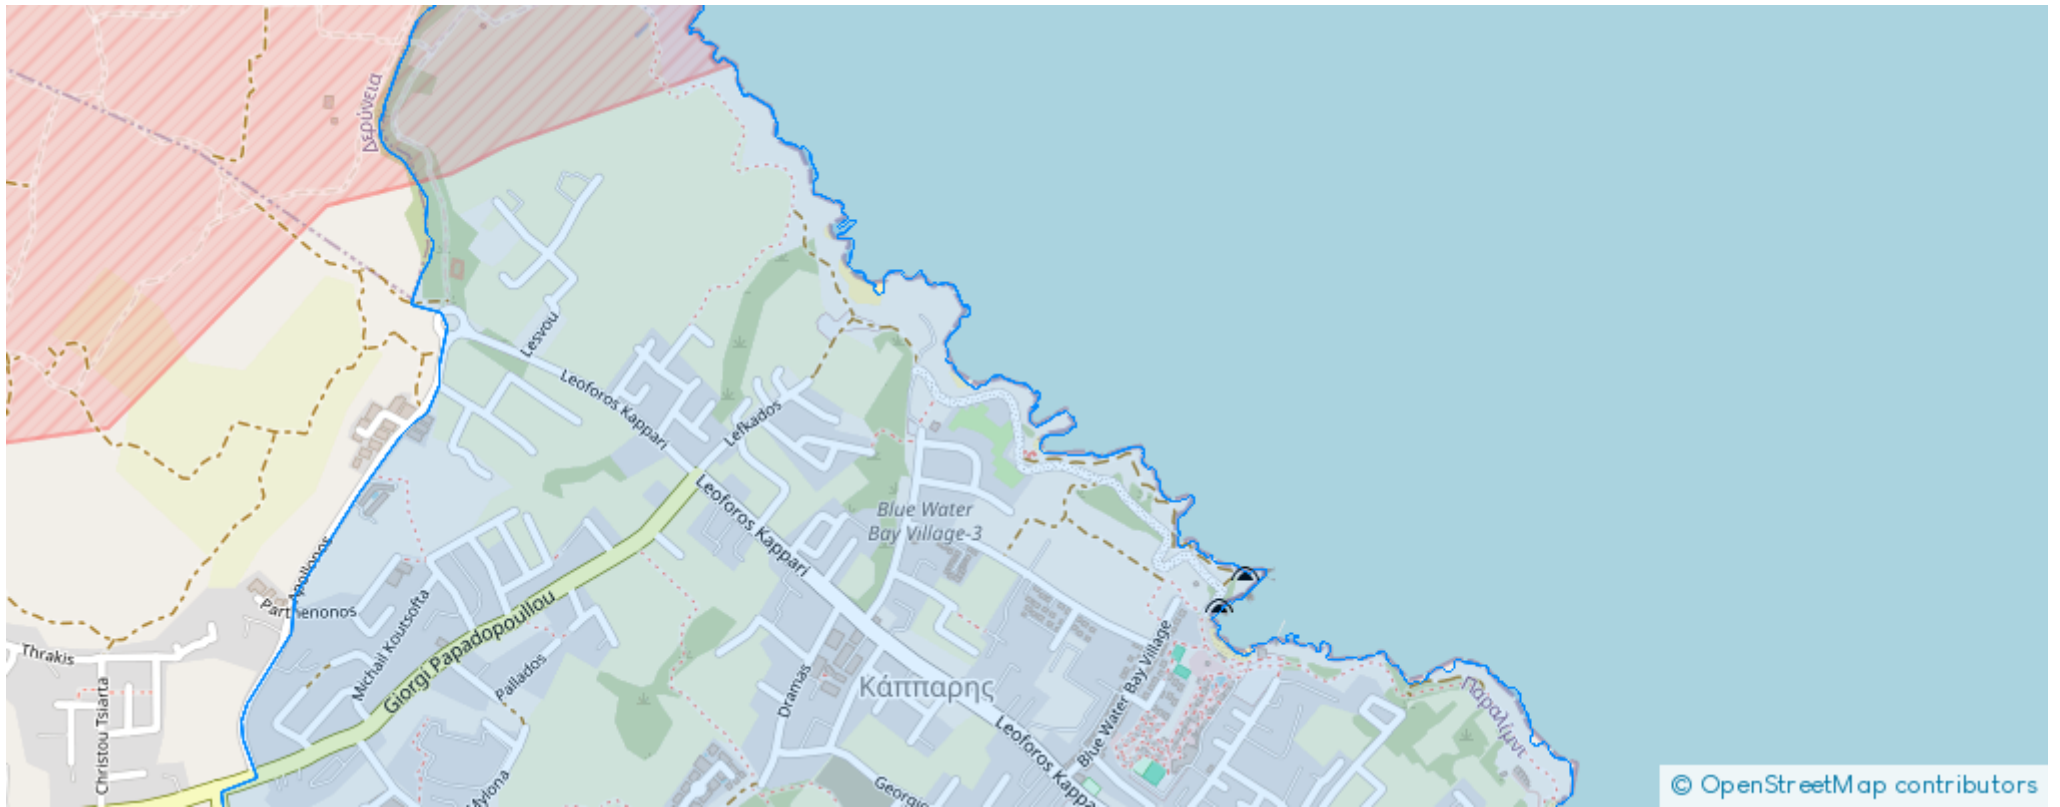 Δερύνεια
Lesvou
Leoforos Kappari
Lefkados
Leoforos Kappari
Blue Water
Bay Village-3
Apollonos
Parthenonos
Thrakis
Michail Koutsofta
Giorgi Papadopoullou
Pallados
Christou Tsiarta
Dramas
Κάππαρης
Blue Water Bay Village
Παραλίμνι
Leoforos Kappa
Mylona
Georgio
© OpenStreetMap contributors